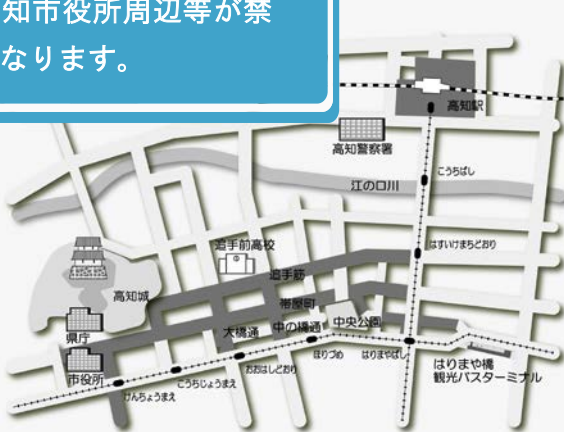 知市役所周辺等が禁
なります。
高知駅
高知警察署
こうちばし
江の口川
はすいけまちどおり
追手前高校
追手筋
高知城
帯屋町
中央公園
大橋通
中の橋通
県庁
市役所
ほりづめ
はりまやばし
おおはしどおり
こうちじょうまえ
けんちょうまえ
はりまや橋
観光バスターミナル